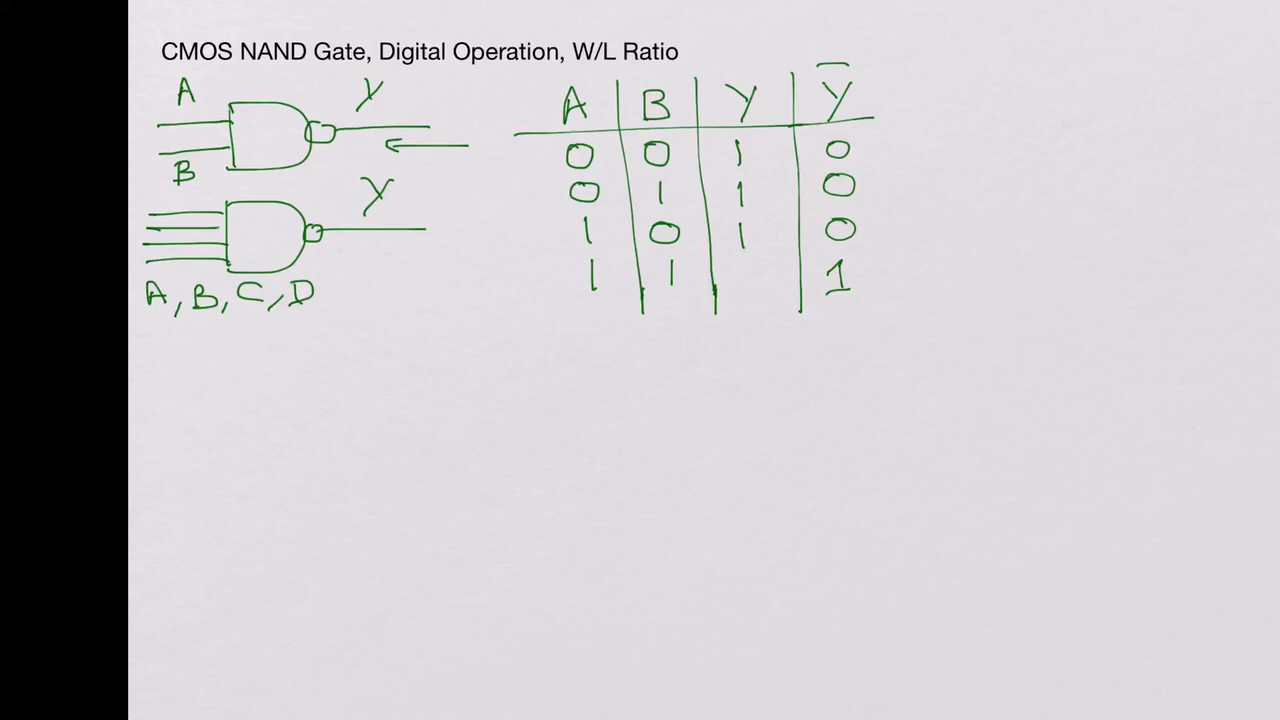 CMOS NAND Gate, Digital Operation, W/L Ratio
A
Y
B
Y
A, B, C, D
A B Y Y̅
0 0 1 0
0 1 1 0
1 0 1 0
1 1 1